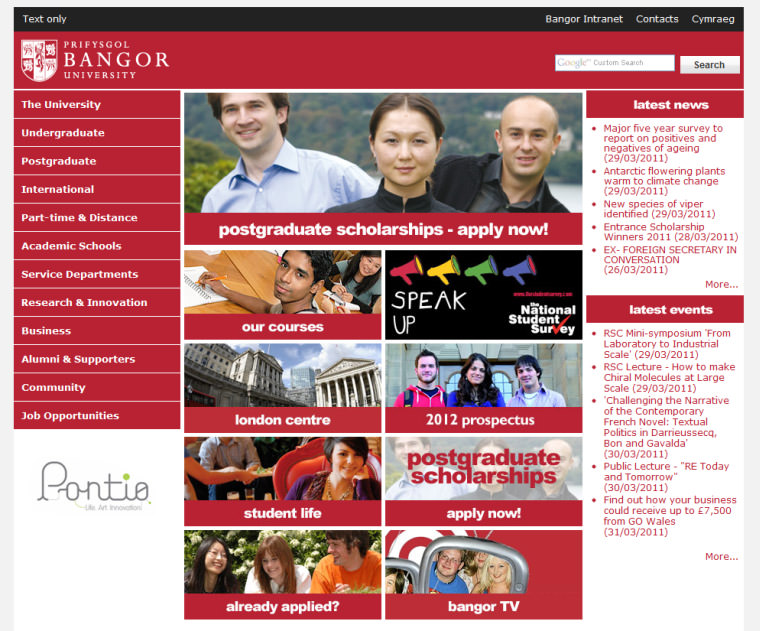 Text only
Bangor Intranet Contacts Cymraeg
PRIFYSGOL
BANGOR
UNIVERSITY
Google™ Custom Search
Search
The University
Undergraduate
Postgraduate
International
Part-time & Distance
Academic Schools
Service Departments
Research & Innovation
Business
Alumni & Supporters
Community
Job Opportunities
Pontio
Life. Art. Innovation!
postgraduate scholarships - apply now!
our courses
SPEAK
UP
www.thestudentsurvey.com
the
National
Student
Survey
london centre
2012 prospectus
student life
postgraduate
scholarships
apply now!
already applied?
bangor TV
latest news
Major five year survey to
report on positives and
negatives of ageing
(29/03/2011)
Antarctic flowering plants
warm to climate change
(29/03/2011)
New species of viper
identified (29/03/2011)
Entrance Scholarship
Winners 2011 (28/03/2011)
EX- FOREIGN SECRETARY IN
CONVERSATION
(26/03/2011)
More...
latest events
RSC Mini-symposium 'From
Laboratory to Industrial
Scale' (29/03/2011)
RSC Lecture - How to make
Chiral Molecules at Large
Scale (29/03/2011)
'Challenging the Narrative
of the Contemporary
French Novel: Textual
Politics in Darrieussecq,
Bon and Gavalda'
(30/03/2011)
Public Lecture - "RE Today
and Tomorrow"
(30/03/2011)
Find out how your business
could receive up to £7,500
from GO Wales
(31/03/2011)
More...